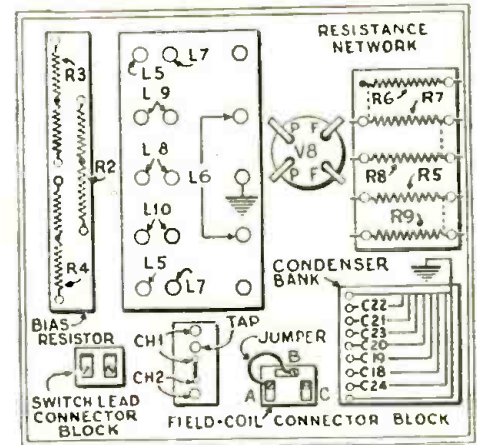 RESISTANCE
NETWORK
R3
L5
L7
L9
R6
R7
P F
V8
P F
L8
L6
R2
R8
R5
R9
L10
R4
L5
L7
CONDENSER
BANK
BIAS
RESISTOR
TAP
CH1
CH2
JUMPER
C22
C21
C23
C20
C19
C18
C24
A
B
C
SWITCH LEAD
CONNECTOR
BLOCK
FIELD-COIL CONNECTOR BLOCK